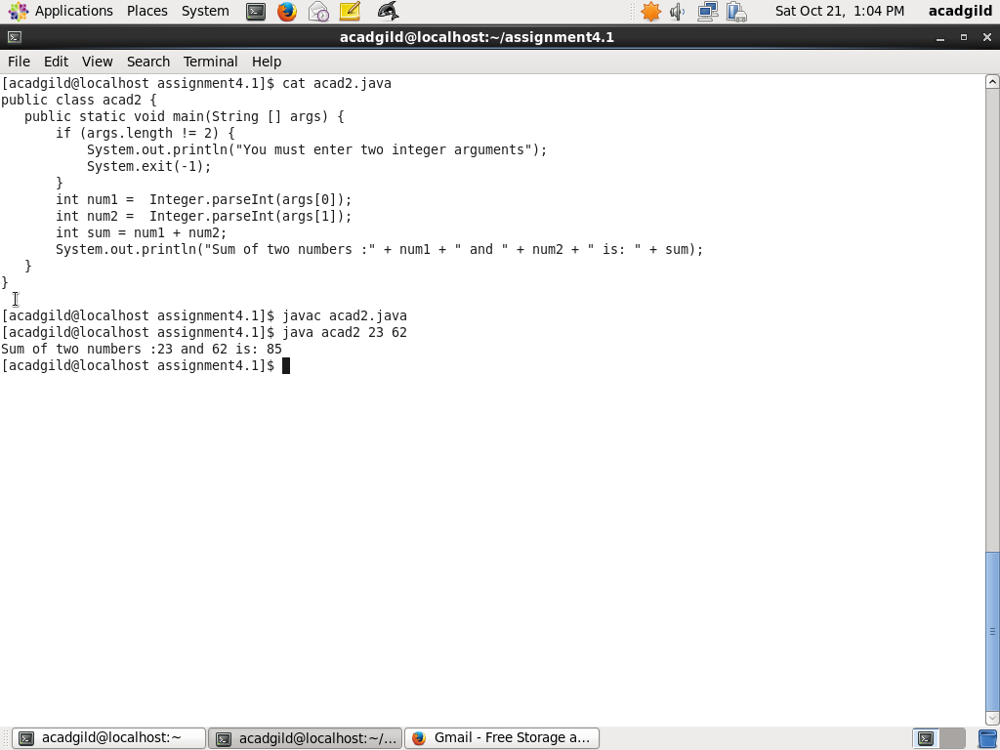 Applications Places System Sat Oct 21, 1:04 PM acadgild
acadgild@localhost:~/assignment4.1
File Edit View Search Terminal Help
[acadgild@localhost assignment4.1]$ cat acad2.java
public class acad2 {
   public static void main(String [] args) {
       if (args.length != 2) {
           System.out.println("You must enter two integer arguments");
           System.exit(-1);
       }
       int num1 =  Integer.parseInt(args[0]);
       int num2 =  Integer.parseInt(args[1]);
       int sum = num1 + num2;
       System.out.println("Sum of two numbers :" + num1 + " and " + num2 + " is: " + sum);
   }
}
[acadgild@localhost assignment4.1]$ javac acad2.java
[acadgild@localhost assignment4.1]$ java acad2 23 62
Sum of two numbers :23 and 62 is: 85
[acadgild@localhost assignment4.1]$
acadgild@localhost:~ acadgild@localhost:~/... Gmail - Free Storage a...